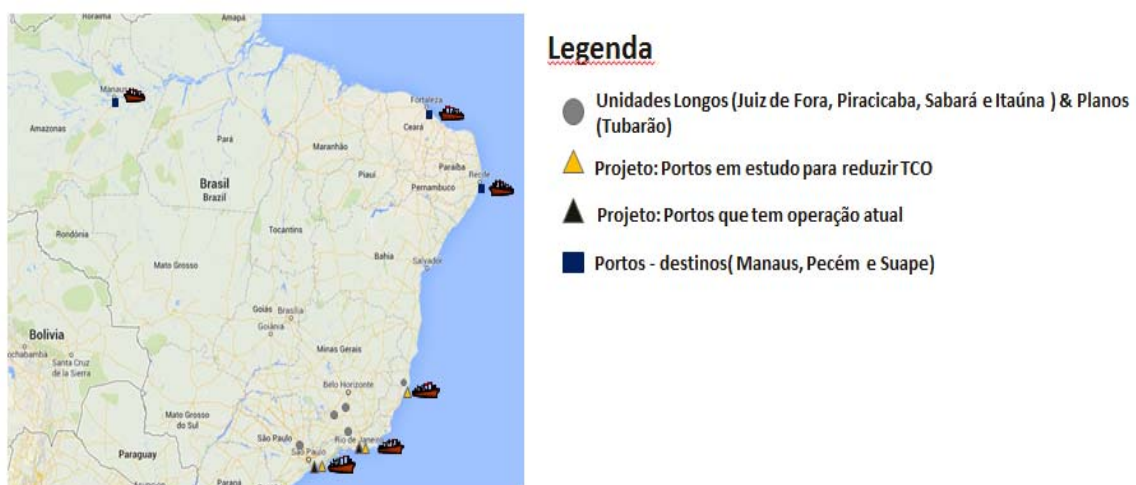 Roraima
Amapá
Manaus
Fortaleza
Amazonas
Pará
Ceará
Maranhão
Paraíba
Piauí
Recife
Brasil
Brazil
Pernambuco
Rondônia
Tocantins
Bahia
Salvador
Mato Grosso
Goiás
Brasília
Goiânia
Bolivia
ochabamba
Santa Cruz
de la Sierra
Minas Gerais
Belo Horizonte
Mato Grosso
do Sul
São Paulo
Rio de Janeiro
São Paulo
Paraguay
Paraná
Legenda
Unidades Longos (Juiz de Fora, Piracicaba, Sabará e Itaúna ) & Planos
(Tubarão)
Projeto: Portos em estudo para reduzir TCO
Projeto: Portos que tem operação atual
Portos - destinos( Manaus, Pecém e Suape)